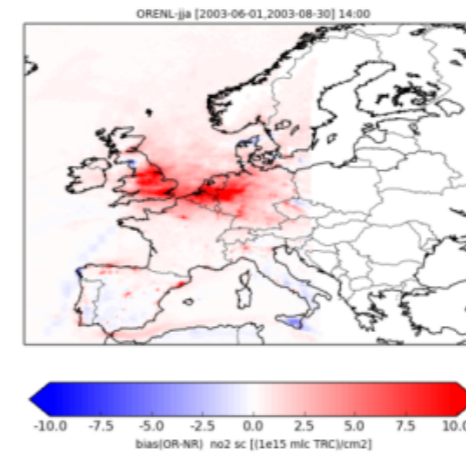 ORENL-jja [2003-06-01,2003-08-30] 14:00
-10.0 -7.5 -5.0 -2.5 0.0 2.5 5.0 7.5 10.0
bias(OR-NR) no2 sc [(1e15 mlc TRC)/cm2]